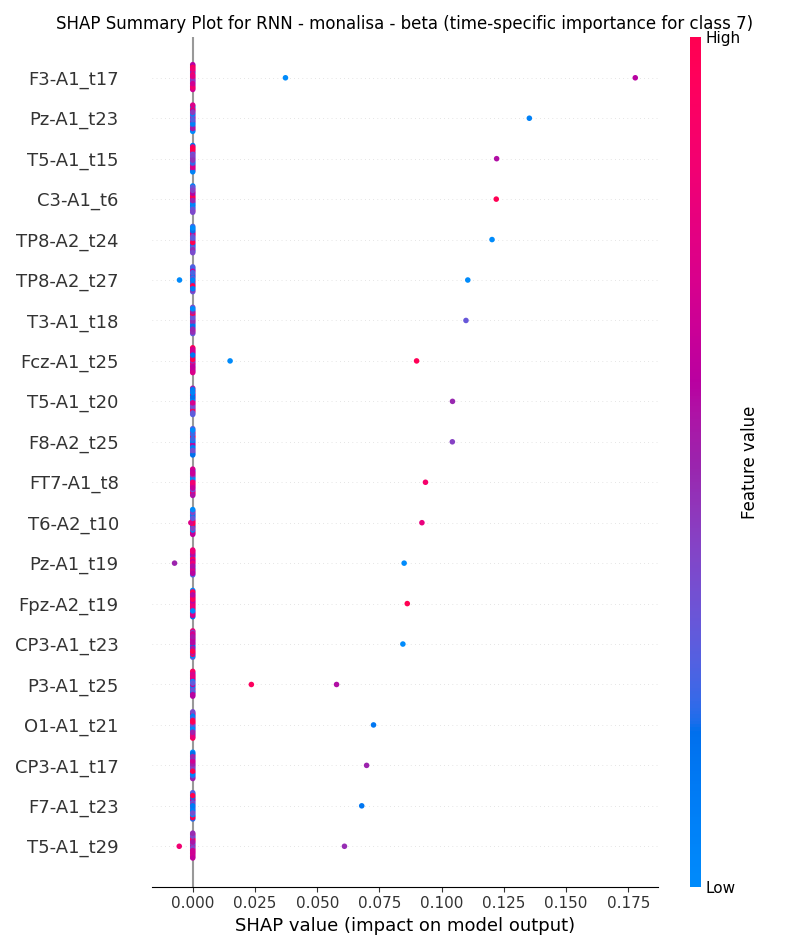 SHAP Summary Plot for RNN - monalisa - beta (time-specific importance for class 7)
High
F3-A1_t17
Pz-A1_t23
T5-A1_t15
C3-A1_t6
TP8-A2_t24
TP8-A2_t27
T3-A1_t18
Fcz-A1_t25
T5-A1_t20
F8-A2_t25
FT7-A1_t8
T6-A2_t10
Pz-A1_t19
Fpz-A2_t19
CP3-A1_t23
P3-A1_t25
O1-A1_t21
CP3-A1_t17
F7-A1_t23
T5-A1_t29
Feature value
Low
0.000 0.025 0.050 0.075 0.100 0.125 0.150 0.175
SHAP value (impact on model output)